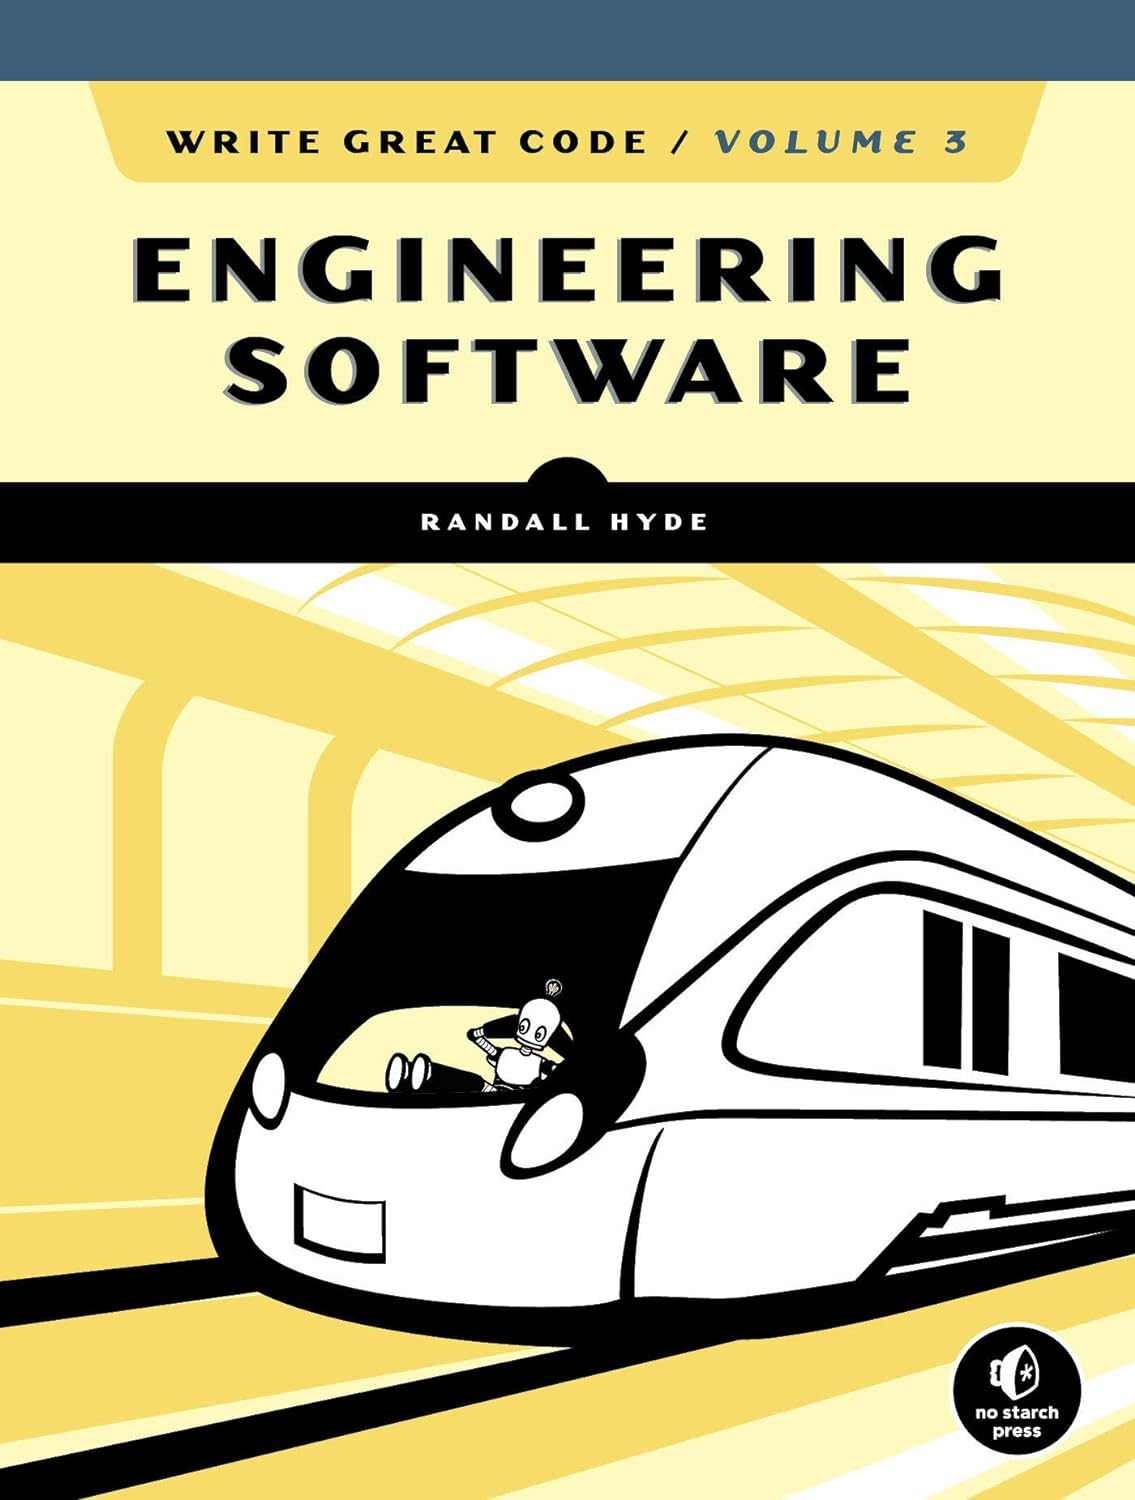 WRITE GREAT CODE / VOLUME 3
ENGINEERING
SOFTWARE
RANDALL HYDE
no starch
press